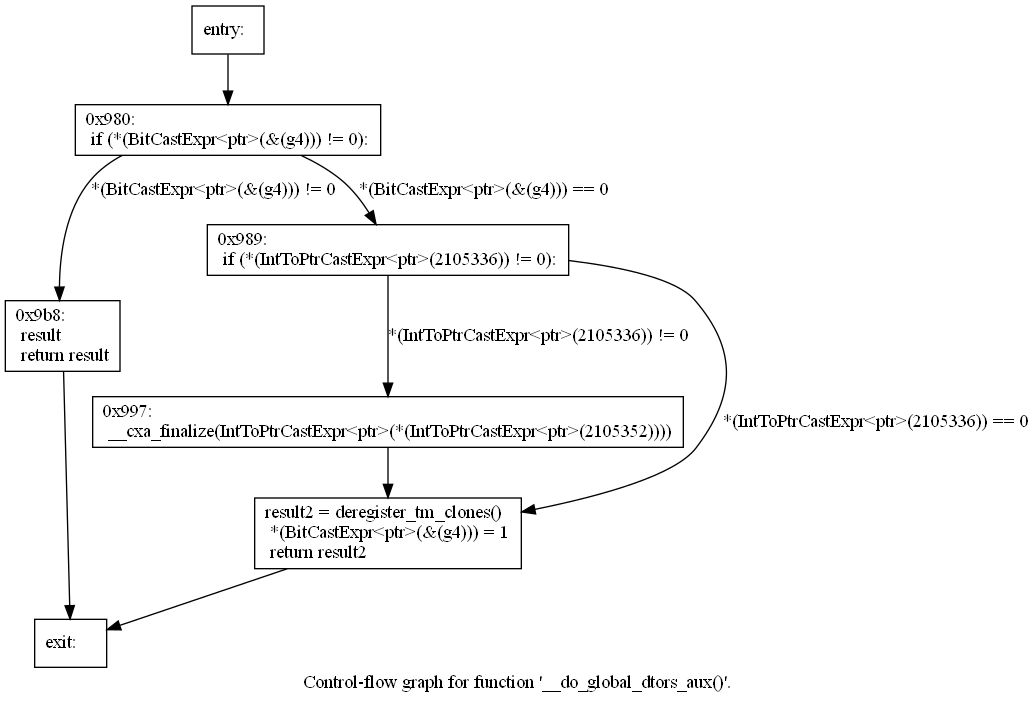 entry:
0x980:
if (*(BitCastExpr<ptr>(&(g4))) != 0):
*(BitCastExpr<ptr>(&(g4))) != 0
*(BitCastExpr<ptr>(&(g4))) == 0
0x989:
if (*(IntToPtrCastExpr<ptr>(2105336)) != 0):
0x9b8:
result
return result
*(IntToPtrCastExpr<ptr>(2105336)) != 0
0x997:
__cxa_finalize(IntToPtrCastExpr<ptr>(*(IntToPtrCastExpr<ptr>(2105352))))
*(IntToPtrCastExpr<ptr>(2105336)) == 0
result2 = deregister_tm_clones()
*(BitCastExpr<ptr>(&(g4))) = 1
return result2
exit:
Control-flow graph for function '__do_global_dtors_aux()'.